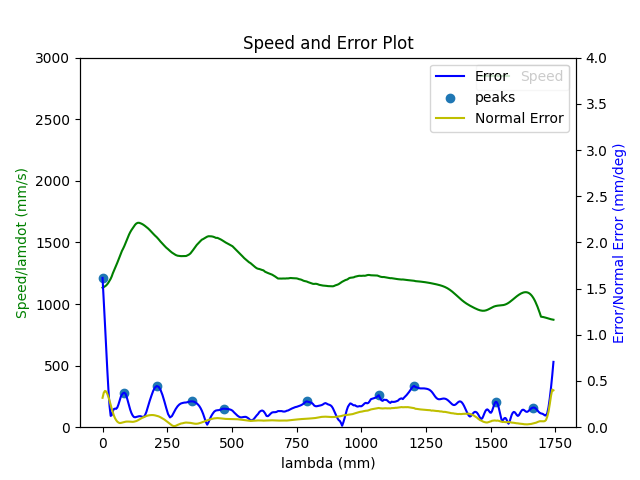 Speed and Error Plot
3000
2500
2000
1500
1000
500
0
Speed/lamdot (mm/s)
4.0
3.5
3.0
2.5
2.0
1.5
1.0
0.5
0.0
Error/Normal Error (mm/deg)
Speed
Error
peaks
Normal Error
0 250 500 750 1000 1250 1500 1750
lambda (mm)